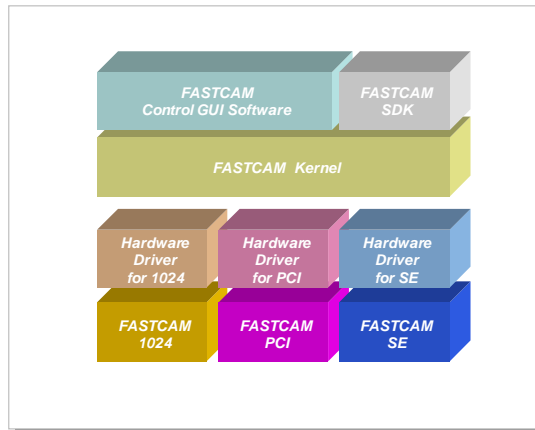 FASTCAM
Control GUI Software
FASTCAM
SDK
FASTCAM Kernel
Hardware
Driver
for 1024
Hardware
Driver
for PCI
Hardware
Driver
for SE
FASTCAM
1024
FASTCAM
PCI
FASTCAM
SE